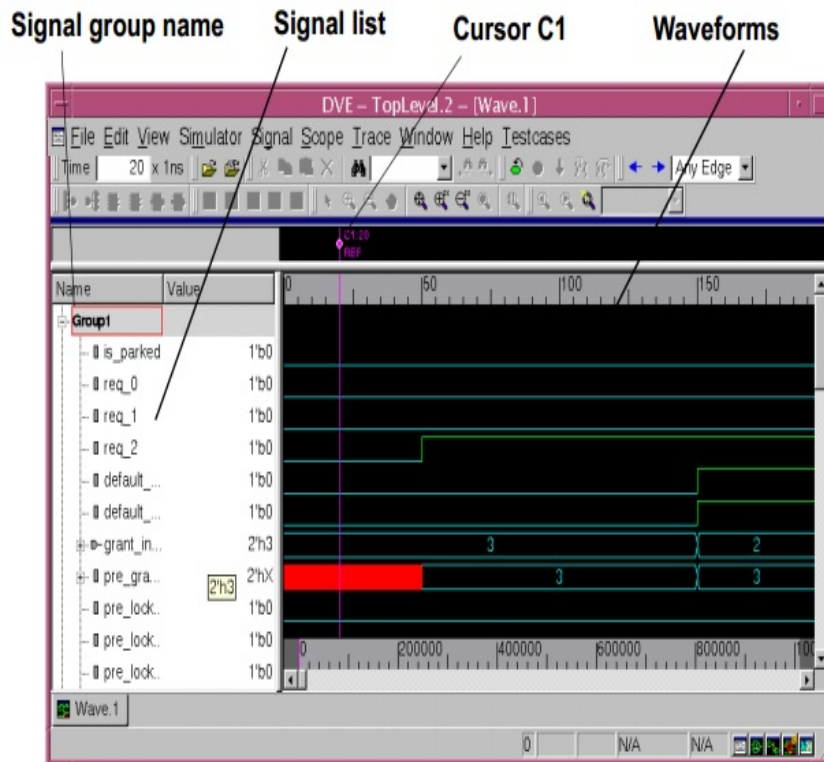 Signal group name
Signal list
Cursor C1
Waveforms
DVE – TopLevel.2 – [Wave.1]
File Edit View Simulator Signal Scope Trace Window Help Testcases
Time 20 x 1ns Any Edge
C1:20
REF
Name Value 0 50 100 150
Group1
is_parked 1'b0
req_0 1'b0
req_1 1'b0
req_2 1'b0
default_... 1'b0
default_... 1'b0
grant_in... 2'h3 3 2
pre_gra... 2'hX 3 3
2'h3
pre_lock.. 1'b0
pre_lock.. 1'b0
pre_lock.. 1'b0
0 200000 400000 600000 800000
Wave.1
0 N/A N/A